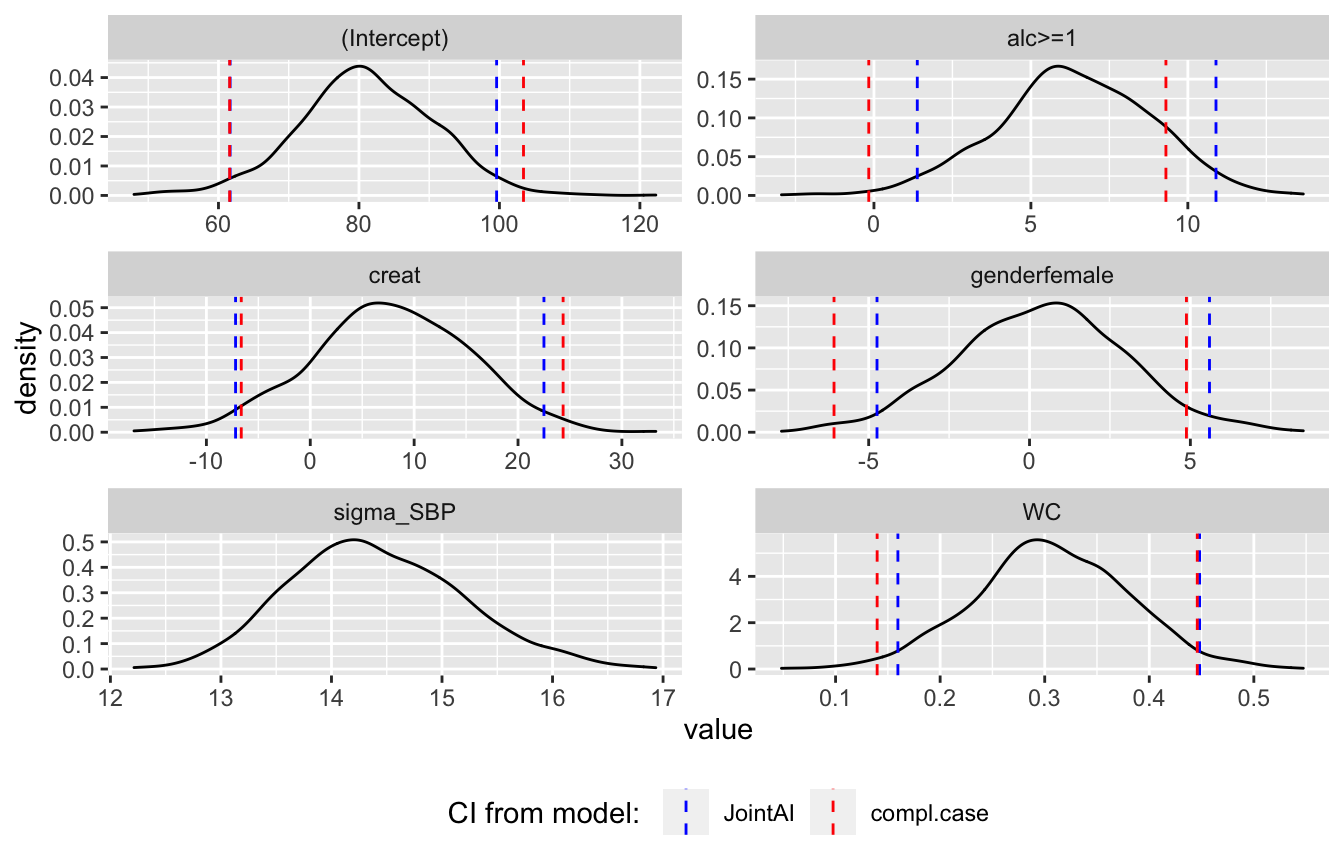 (Intercept)
0.04
0.03
0.02
0.01
0.00
60 80 100 120
alc>=1
0.15
0.10
0.05
0.00
0 5 10
creat
0.05
0.04
0.03
0.02
0.01
0.00
-10 0 10 20 30
genderfemale
0.15
0.10
0.05
0.00
-5 0 5
sigma_SBP
0.5
0.4
0.3
0.2
0.1
0.0
12 13 14 15 16 17
WC
4
2
0
0.1 0.2 0.3 0.4 0.5
density
value
CI from model: JointAI compl.case